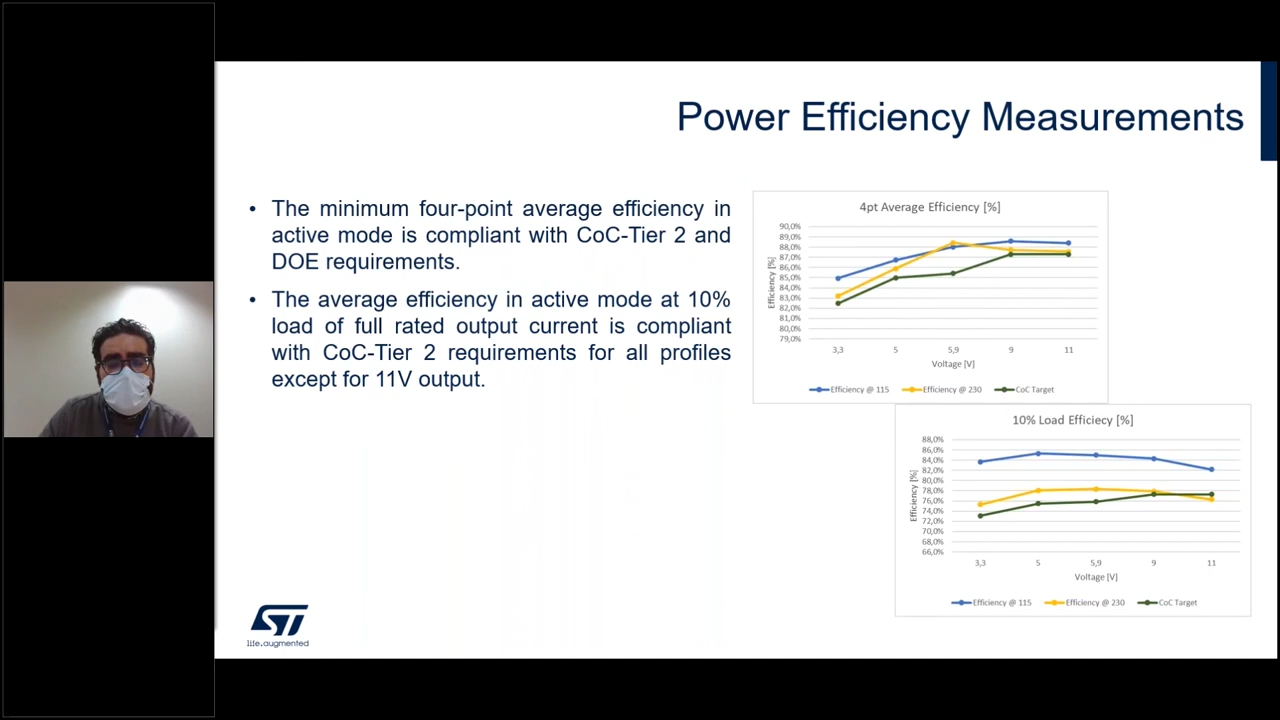 Power Efficiency Measurements
• The minimum four-point average efficiency in
active mode is compliant with CoC-Tier 2 and
DOE requirements.
• The average efficiency in active mode at 10%
load of full rated output current is compliant
with CoC-Tier 2 requirements for all profiles
except for 11V output.
4pt Average Efficiency [%]
Efficiency [%]
90,0%
89,0%
88,0%
87,0%
86,0%
85,0%
84,0%
83,0%
82,0%
81,0%
80,0%
79,0%
3,3 5 5,9 9 11
Voltage [V]
Efficiency @ 115 Efficiency @ 230 CoC Target
10% Load Efficiecy [%]
Efficiency [%]
88,0%
86,0%
84,0%
82,0%
80,0%
78,0%
76,0%
74,0%
72,0%
70,0%
68,0%
66,0%
3,3 5 5,9 9 11
Voltage [V]
Efficiency @ 115 Efficiency @ 230 CoC Target
ST
life.augmented